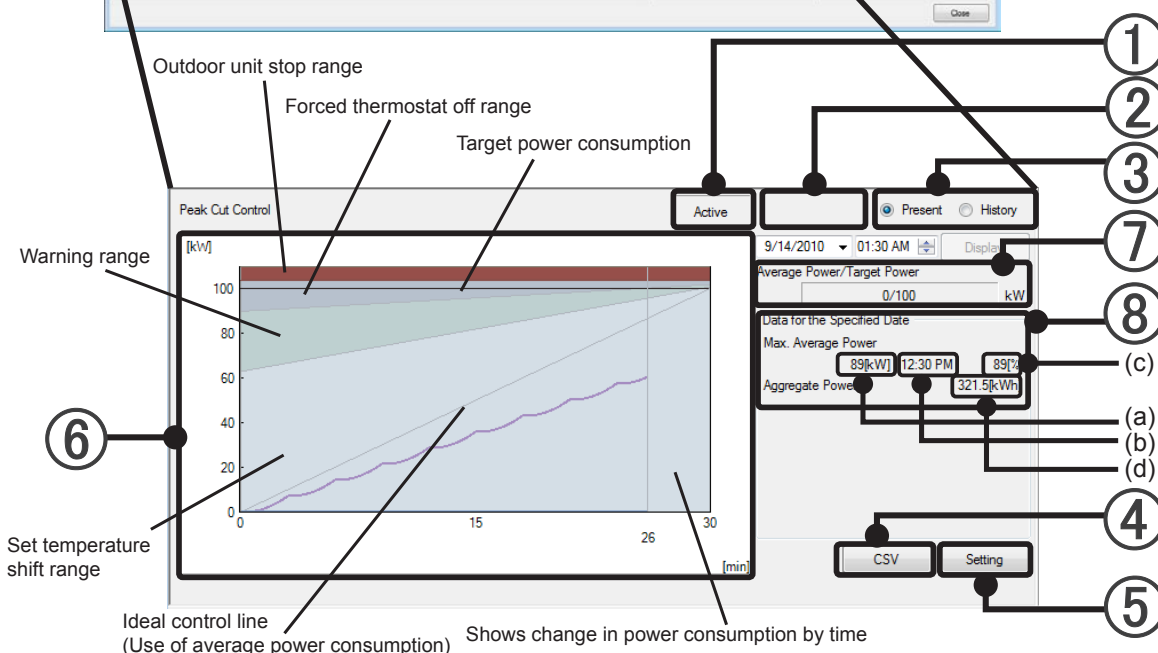 Close
①
Outdoor unit stop range
②
Forced thermostat off range
Target power consumption
③
Peak Cut Control
Active
Present
History
[kW]
9/14/2010
01:30 AM
Display
⑦
Warning range
Average Power/Target Power
0/100
kW
100
80
60
40
20
0
0
15
26
30
[min]
Data for the Specified Date
⑧
Max. Average Power
89[kW]
12:30 PM
89[%
(c)
Aggregate Powe
321.5[kWh
(a)
(b)
(d)
⑥
④
CSV
Setting
⑤
Set temperature
shift range
Ideal control line
(Use of average power consumption)
Shows change in power consumption by time